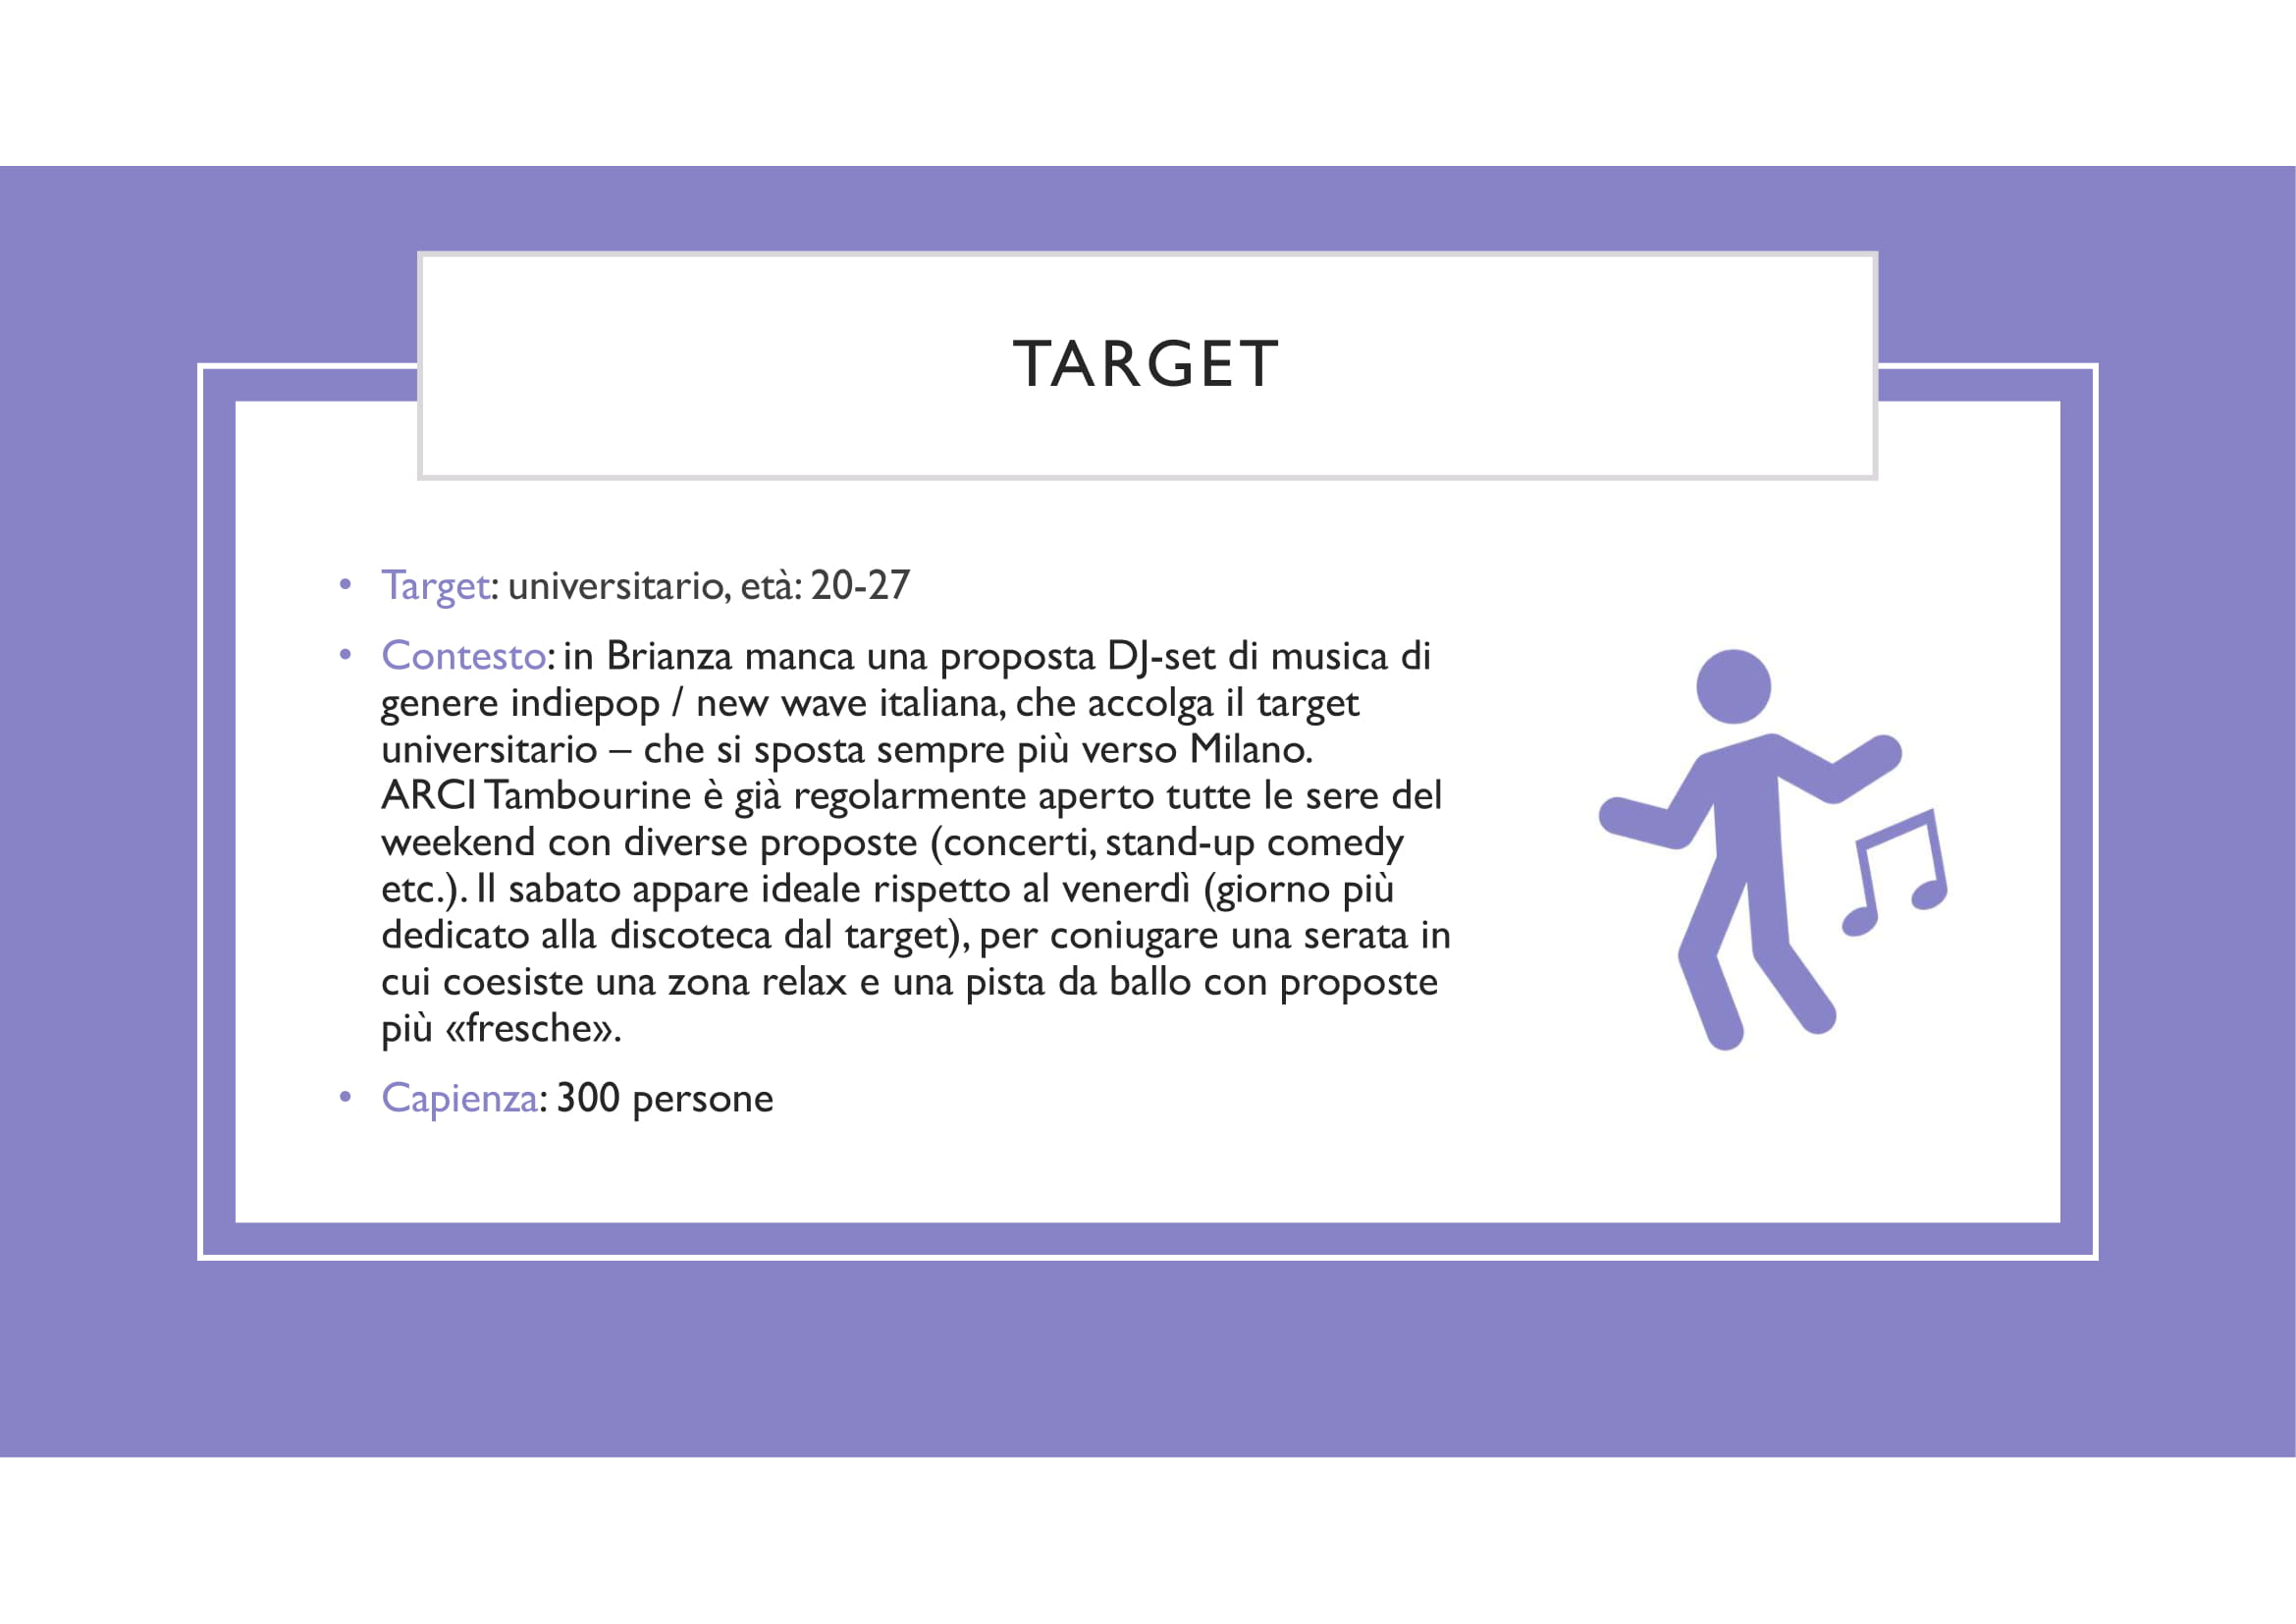 TARGET
• Target: universitario, età: 20-27
• Contesto: in Brianza manca una proposta DJ-set di musica di
genere indiepop / new wave italiana, che accolga il target
universitario – che si sposta sempre più verso Milano.
ARCI Tambourine è già regolarmente aperto tutte le sere del
weekend con diverse proposte (concerti, stand-up comedy
etc.). Il sabato appare ideale rispetto al venerdì (giorno più
dedicato alla discoteca dal target), per coniugare una serata in
cui coesiste una zona relax e una pista da ballo con proposte
più «fresche».
• Capienza: 300 persone